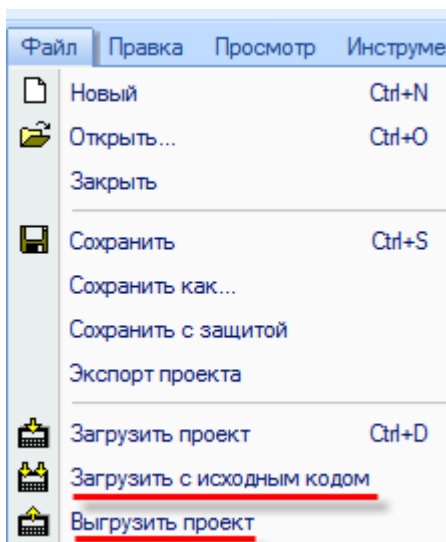 Файл Правка Просмотр Инструме
Новый Ctrl+N
Открыть... Ctrl+O
Закрыть
Сохранить Ctrl+S
Сохранить как...
Сохранить с защитой
Экспорт проекта
Загрузить проект Ctrl+D
Загрузить с исходным кодом
Выгрузить проект